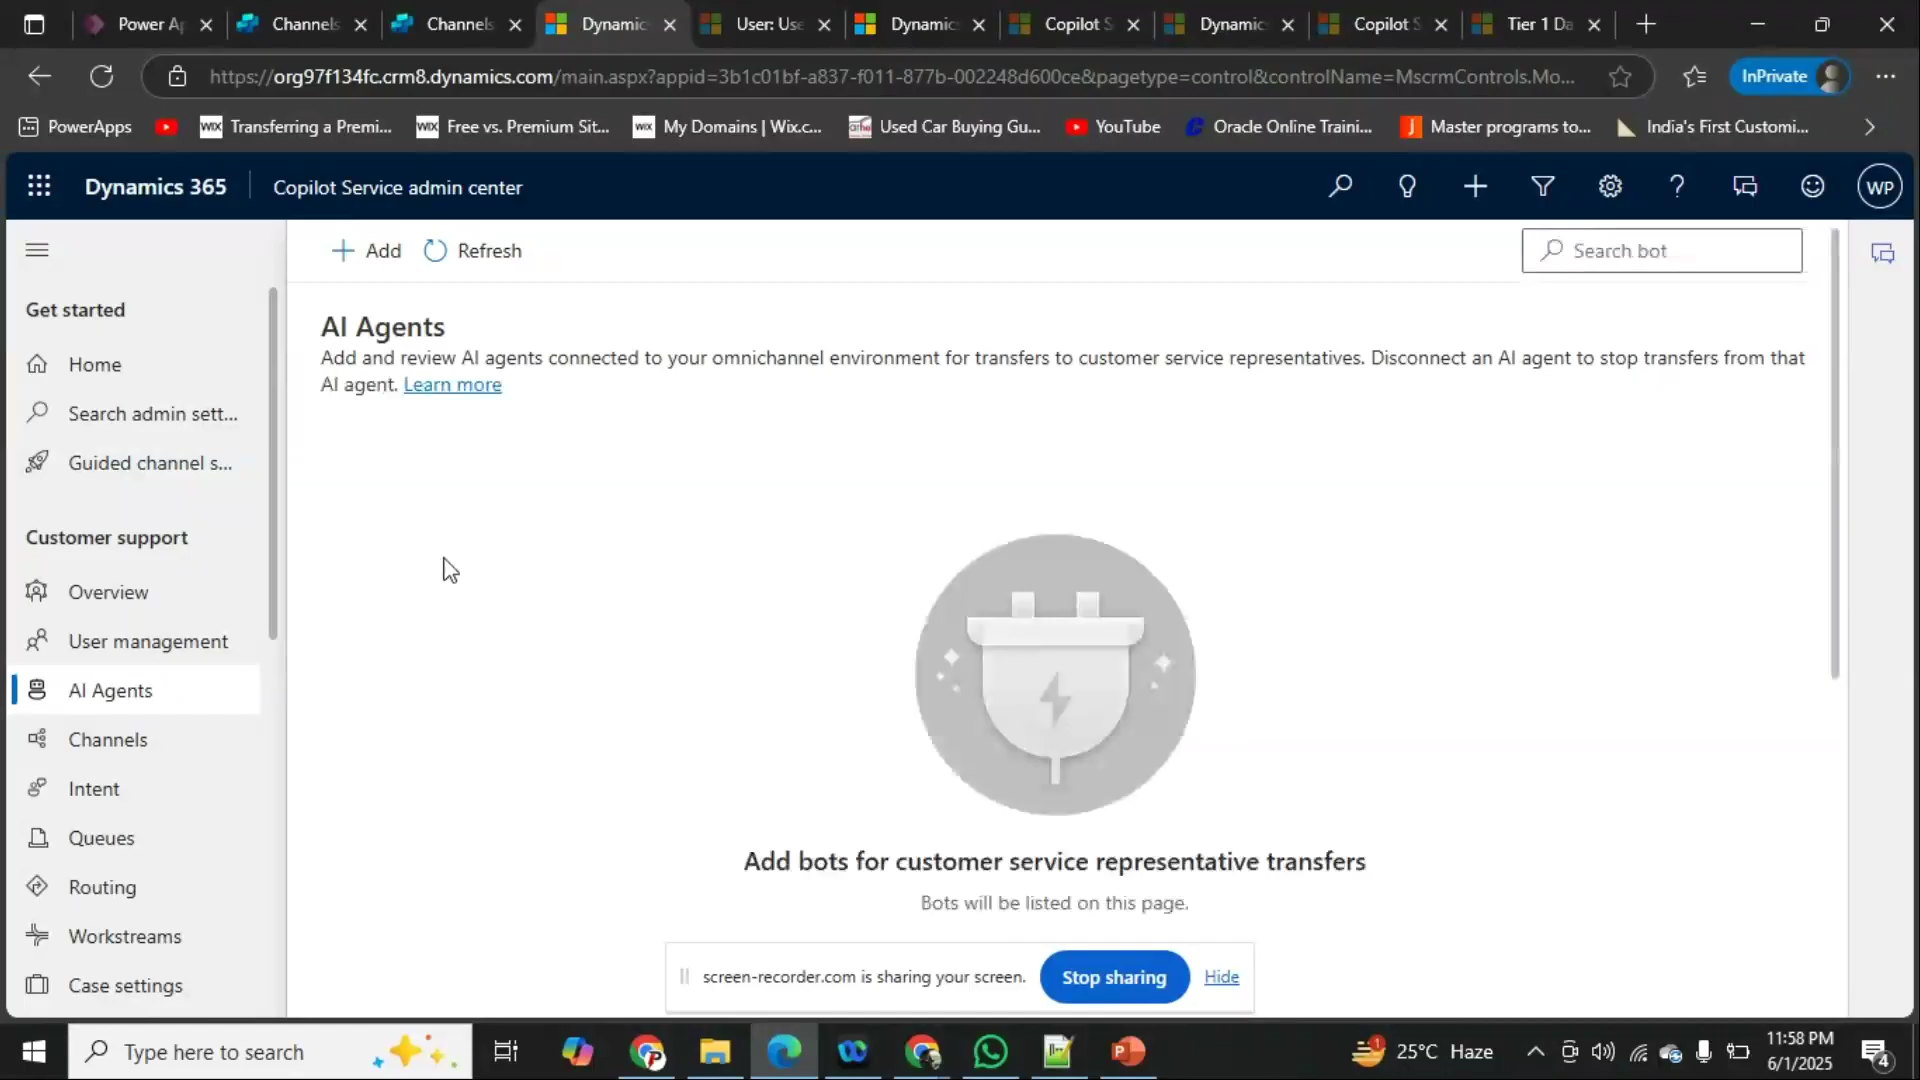 Power Ap
Channels
Channels
Dynamic
User: Use
Dynamic
Copilot S
Dynamic
Copilot S
Tier 1 Da
https://org97f134fc.crm8.dynamics.com/main.aspx?appid=3b1c01bf-a837-f011-877b-002248d600ce&pagetype=control&controlName=MscrmControls.Mo...
InPrivate
PowerApps
WIX Transferring a Premi...
WIX Free vs. Premium Sit...
WIX My Domains | Wix.c...
Used Car Buying Gu...
YouTube
Oracle Online Traini...
Master programs to...
India's First Customi...
Dynamics 365
Copilot Service admin center
WP
Add
Refresh
Search bot
Get started
Home
Search admin sett...
Guided channel s...
Customer support
Overview
User management
AI Agents
Channels
Intent
Queues
Routing
Workstreams
Case settings
AI Agents
Add and review AI agents connected to your omnichannel environment for transfers to customer service representatives. Disconnect an AI agent to stop transfers from that
AI agent. Learn more
Add bots for customer service representative transfers
Bots will be listed on this page.
screen-recorder.com is sharing your screen.
Stop sharing
Hide
Type here to search
1
25°C Haze
11:58 PM
6/1/2025
4